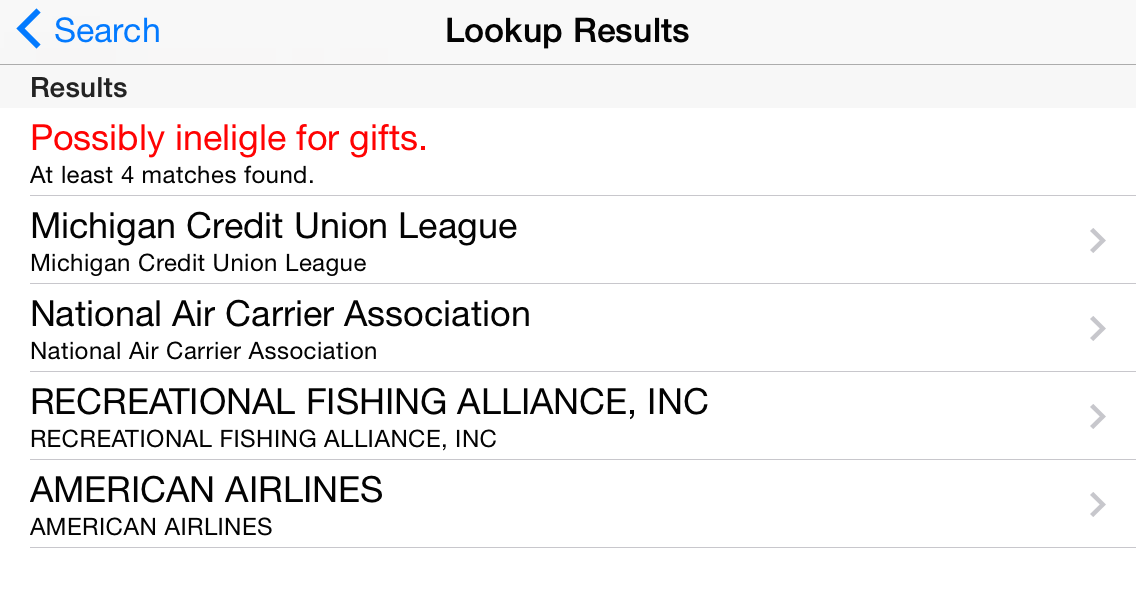 Search
Lookup Results
Results
Possibly ineligle for gifts.
At least 4 matches found.
Michigan Credit Union League
Michigan Credit Union League
National Air Carrier Association
National Air Carrier Association
RECREATIONAL FISHING ALLIANCE, INC
RECREATIONAL FISHING ALLIANCE, INC
AMERICAN AIRLINES
AMERICAN AIRLINES